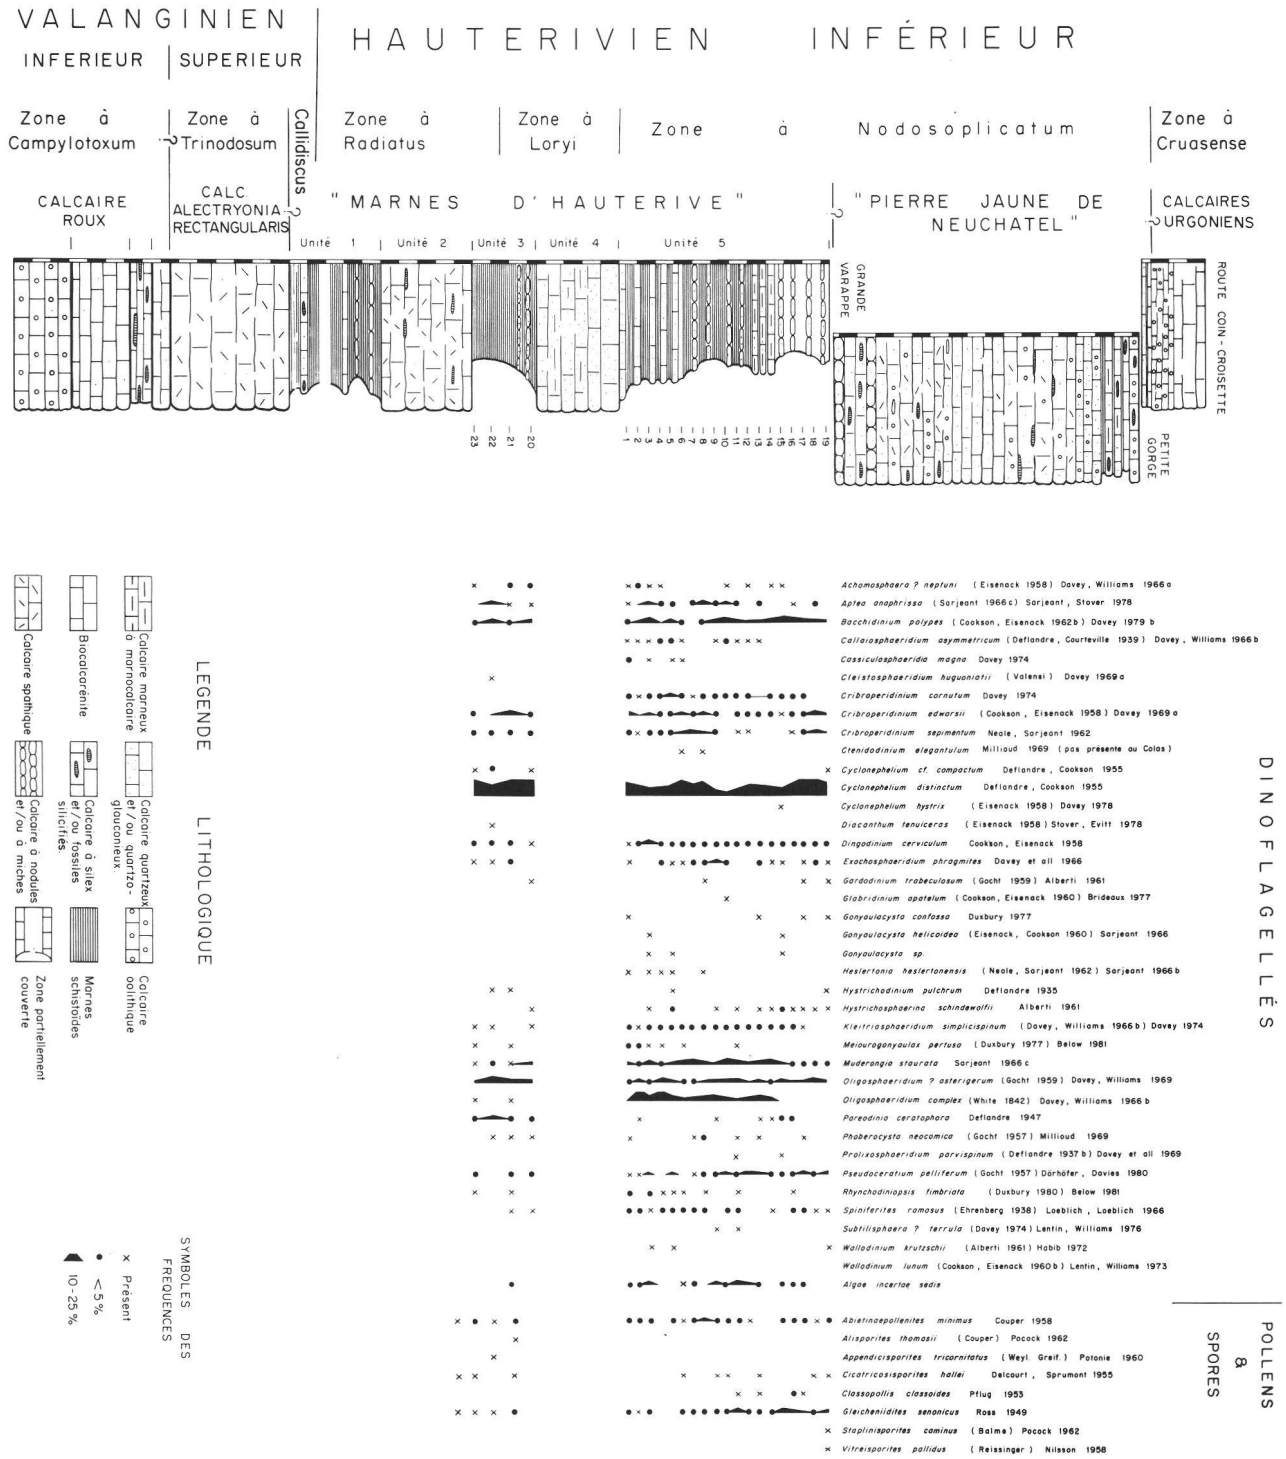 VALANGINIEN
HAUTERIVIEN INFÉRIEUR
INFERIEUR
SUPERIEUR
Zone à
Campylotoxum
?
Zone à
Trinodosum
Callidiscus
?
Zone à
Radiatus
Zone à
Loryi
Zone à Nodosoplicatum
Zone à
Cruasense
CALCAIRE
ROUX
CALC.
ALECTRYONIA
RECTANGULARIS
"MARNES D'HAUTERIVE"
?
"PIERRE JAUNE DE
NEUCHATEL"
?
CALCAIRES
URGONIENS
Unité 1
Unité 2
Unité 3
Unité 4
Unité 5
GRANDE
VARAPPE
ROUTE COIN-CROISETTE
PETITE
GORGE
23 22 21 20
1 2 3 4 5 6 7 8 9 10 11 12 13 14 15 16 17 18 19
LEGENDE LITHOLOGIQUE
Calcaire marneux
à marnocalcaire
Calcaire quartzeux
et/ou quartzo-
glauconieux.
Calcaire
oolithique
Biocalcarénite
Calcaire à silex
et/ou fossiles
silicifiés.
Marnes
schistoïdes
Calcaire spathique
Calcaire à nodules
et/ou à miches
Zone partiellement
couverte
SYMBOLES DES
FREQUENCES
x Présent
● <5%
10-25%
DINOFLAGELLÉS
Achomosphaera ? neptuni (Eisenack 1958) Davey, Williams 1966a
Aptea anaphrissa (Sarjeant 1966c) Sarjeant, Stover 1978
Bacchidinium polypes (Cookson, Eisenack 1962b) Davey 1979b
Callaiosphaeridium asymmetricum (Deflandre, Courteville 1939) Davey, Williams 1966b
Cassiculosphaeridia magna Davey 1974
Cleistosphaeridium huguoniotii (Valensi) Davey 1969a
Cribroperidinium cornutum Davey 1974
Cribroperidinium edwarsii (Cookson, Eisenack 1958) Davey 1969a
Cribroperidinium sepimentum Neale, Sarjeant 1962
Ctenidodinium elegantulum Millioud 1969 (pas présente au Colas)
Cyclonephelium cf. compactum Deflandre, Cookson 1955
Cyclonephelium distinctum Deflandre, Cookson 1955
Cyclonephelium hystrix (Eisenack 1958) Davey 1978
Diacanthum tenuiceras (Eisenack 1958) Stover, Evitt 1978
Dingodinium cerviculum Cookson, Eisenack 1958
Exochosphaeridium phragmites Davey et all 1966
Gardodinium trabeculosum (Gocht 1959) Alberti 1961
Glabridinium apatelum (Cookson, Eisenack 1960) Brideaux 1977
Gonyaulacysta confossa Duxbury 1977
Gonyaulacysta helicoidea (Eisenack, Cookson 1960) Sarjeant 1966
Gonyaulacysta sp.
Heslertonia heslertonensis (Neale, Sarjeant 1962) Sarjeant 1966b
Hystrichodinium pulchrum Deflandre 1935
Hystrichosphaerina schindewolfii Alberti 1961
Kleitriasphaeridium simplicispinum (Davey, Williams 1966b) Davey 1974
Meiourogonyaulax pertusa (Duxbury 1977) Below 1981
Muderongia staurata Sarjeant 1966c
Oligosphaeridium ? asterigerum (Gocht 1959) Davey, Williams 1969
Oligosphaeridium complex (White 1842) Davey, Williams 1966b
Pareodinia ceratophora Deflandre 1947
Phoberocysta neocomica (Gocht 1957) Millioud 1969
Prolixosphaeridium parvispinum (Deflandre 1937b) Davey et all 1969
Pseudoceratium pelliferum (Gocht 1957) Dörhöfer, Davies 1980
Rhynchodiniopsis fimbriata (Duxbury 1980) Below 1981
Spiniferites ramosus (Ehrenberg 1938) Loeblich, Loeblich 1966
Subtilisphaera ? terrula (Davey 1974) Lentin, Williams 1976
Wallodinium krutzschii (Alberti 1961) Habib 1972
Wallodinium lunum (Cookson, Eisenack 1960b) Lentin, Williams 1973
Algae incertae sedis
POLLENS
&
SPORES
Abietinaepollenites minimus Couper 1958
Alisporites thomasii (Couper) Pocock 1962
Appendicisporites tricornitatus (Weyl. Greif.) Potonie 1960
Cicatricosisporites hallei Delcourt, Sprumont 1955
Classopollis classoides Pflug 1953
Gleicheniidites senonicus Ross 1949
Staplinisporites caminus (Balme) Pocock 1962
Vitreisporites pallidus (Reissinger) Nilsson 1958